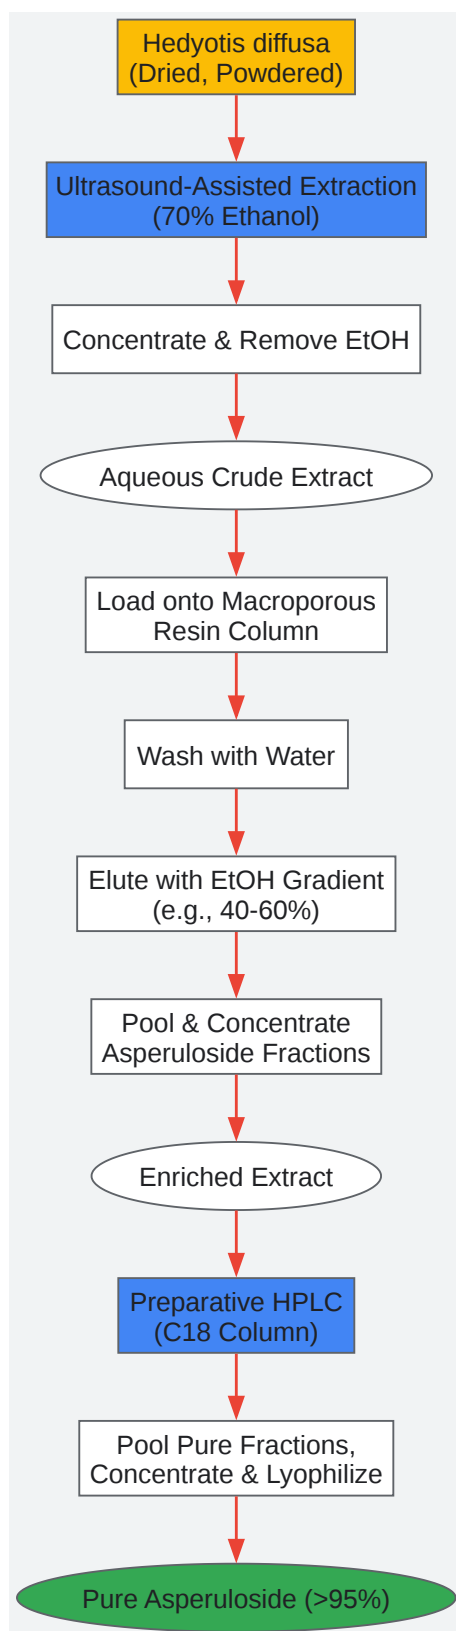 Hedyotis diffusa
(Dried, Powdered)
Ultrasound-Assisted Extraction
(70% Ethanol)
Concentrate & Remove EtOH
Aqueous Crude Extract
Load onto Macroporous
Resin Column
Wash with Water
Elute with EtOH Gradient
(e.g., 40-60%)
Pool & Concentrate
Asperuloside Fractions
Enriched Extract
Preparative HPLC
(C18 Column)
Pool Pure Fractions,
Concentrate & Lyophilize
Pure Asperuloside (>95%)